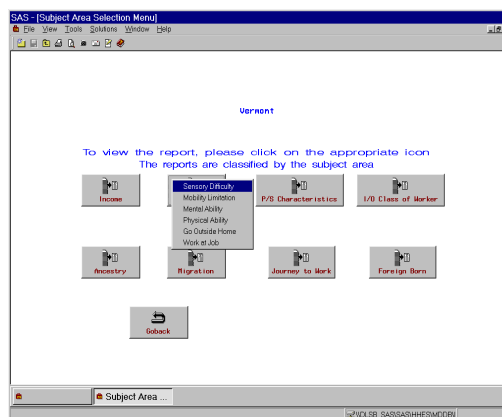 SAS - [Subject Area Selection Menu]
File View Tools Solutions Window Help
Vermont
To view the report, please click on the appropriate icon
The reports are classified by the subject area
Income
P/S Characteristics
I/O Class of Worker
Sensory Difficulty
Mobility Limitation
Mental Ability
Physical Ability
Go Outside Home
Work at Job
Ancestry
Migration
Journey to Work
Foreign Born
Goback
Subject Area ...